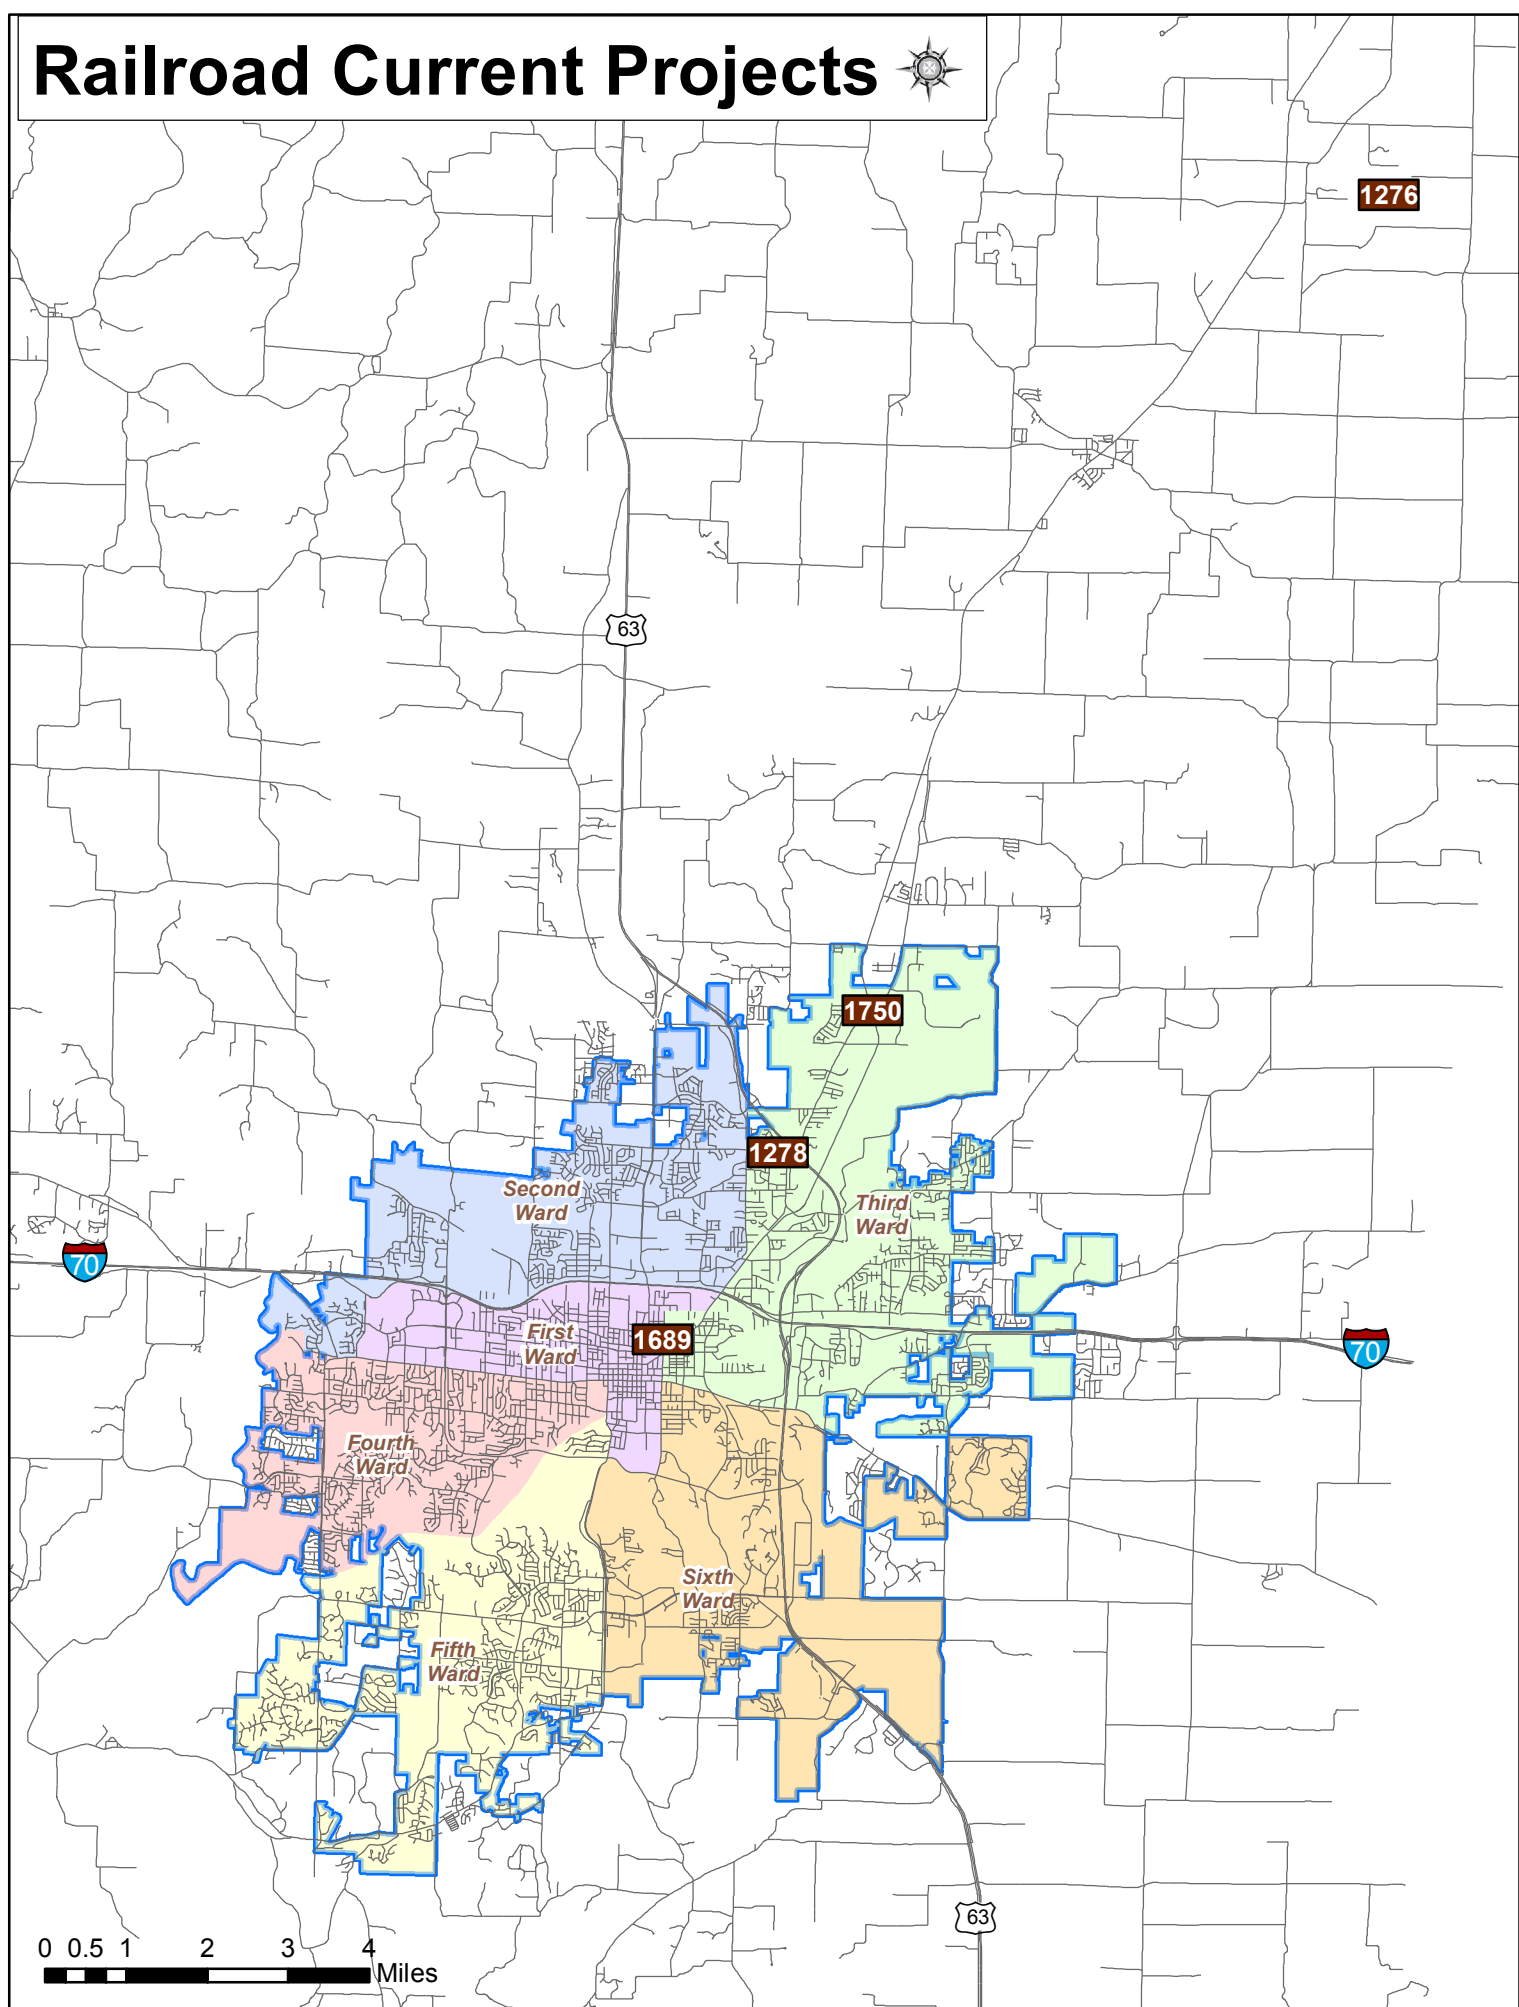 Railroad Current Projects
1276
63
1750
1278
Second
Ward
Third
Ward
70
First
Ward
1689
70
Fourth
Ward
Sixth
Ward
Fifth
Ward
63
0 0.5 1 2 3 4
Miles